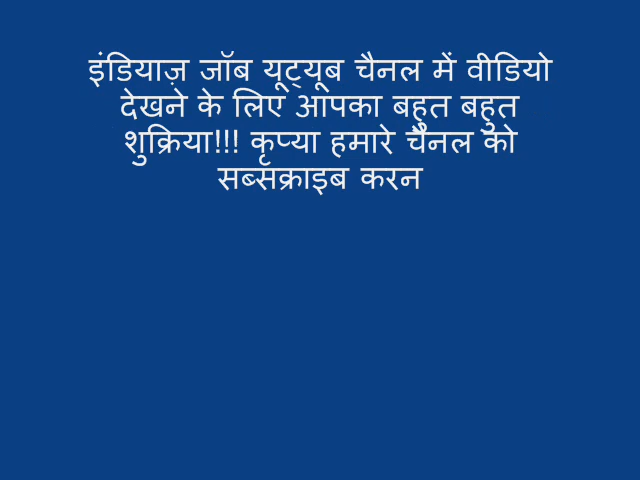 इंडियाज़ जॉब यूट्यूब चैनल में वीडियो
देखने के लिए आपका बहुत बहुत
शुक्रिया!!! कृप्या हमारे चैनल को
सब्सक्राइब करन